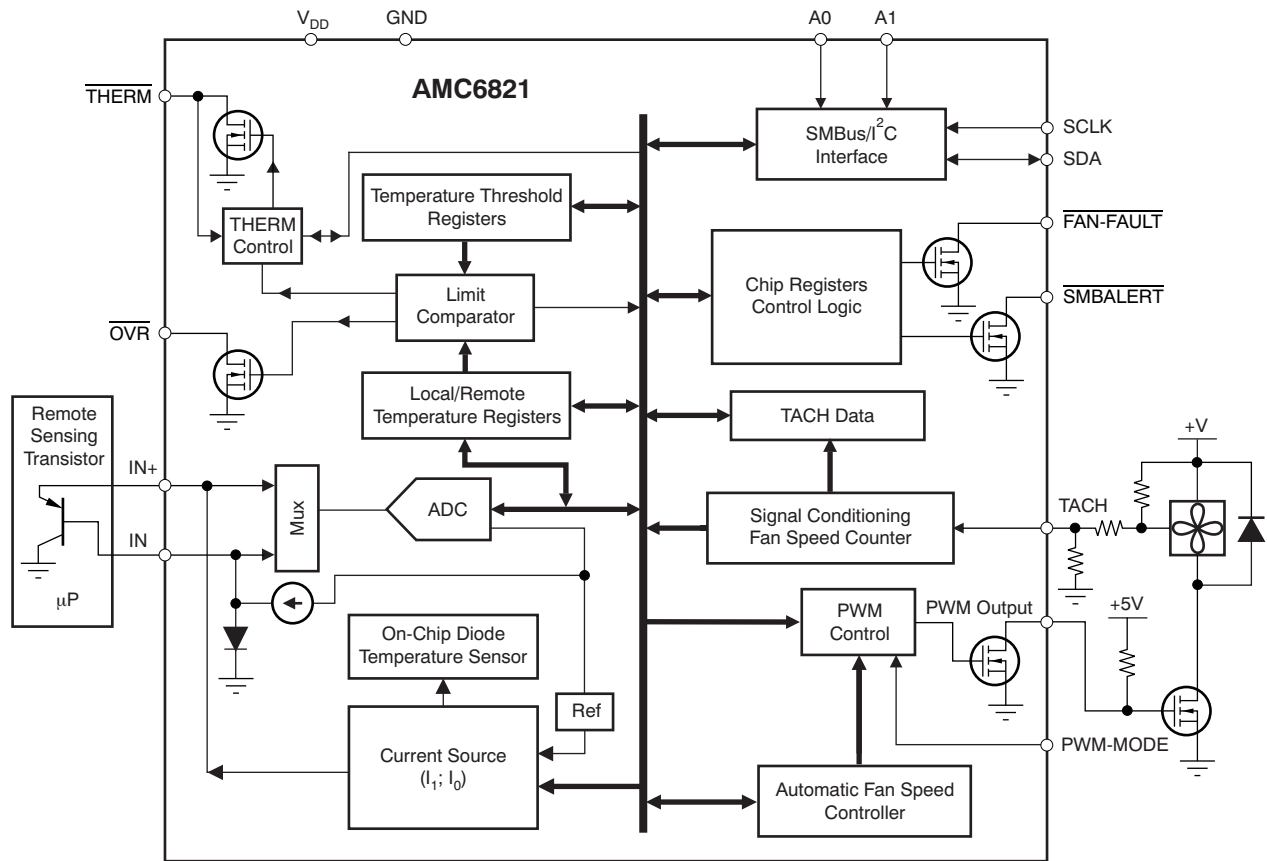 V_DD
GND
A0
A1
AMC6821
THERM
SMBus/I²C
Interface
SCLK
SDA
Temperature Threshold
Registers
THERM
Control
FAN-FAULT
Chip Registers
Control Logic
Limit
Comparator
SMBALERT
OVR
Local/Remote
Temperature Registers
TACH Data
Remote
Sensing
Transistor
+V
IN+
Mux
ADC
Signal Conditioning
Fan Speed Counter
TACH
IN
µP
On-Chip Diode
Temperature Sensor
PWM
Control
PWM Output
+5V
Ref
Current Source
(I₁; I₀)
PWM-MODE
Automatic Fan Speed
Controller